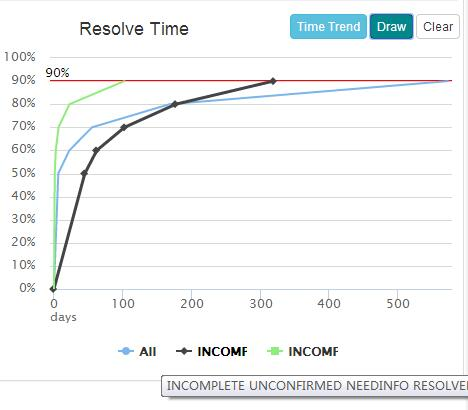 Resolve Time
Time Trend Draw Clear
100%
90%
90%
80%
70%
60%
50%
40%
30%
20%
10%
0%
0 100 200 300 400 500
days
All INCOMF INCOMF
INCOMPLETE UNCONFIRMED NEEDINFO RESOLVE